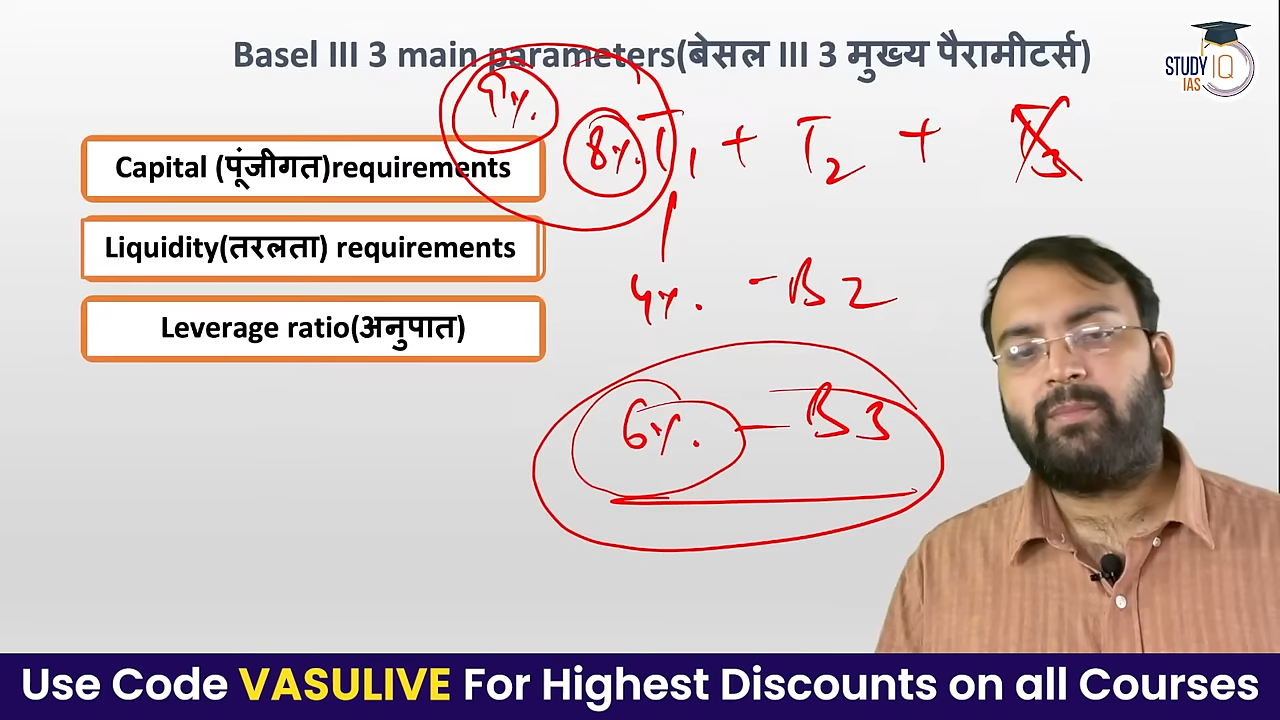 Basel III 3 main parameters(बेसल III 3 मुख्य पैरामीटर्स)
STUDY IQ
IAS
9%.
8%. T1 + T2 + T3
Capital (पूंजीगत)requirements
Liquidity(तरलता) requirements
4%. - B2
Leverage ratio(अनुपात)
6%. - B3
Use Code VASULIVE For Highest Discounts on all Courses